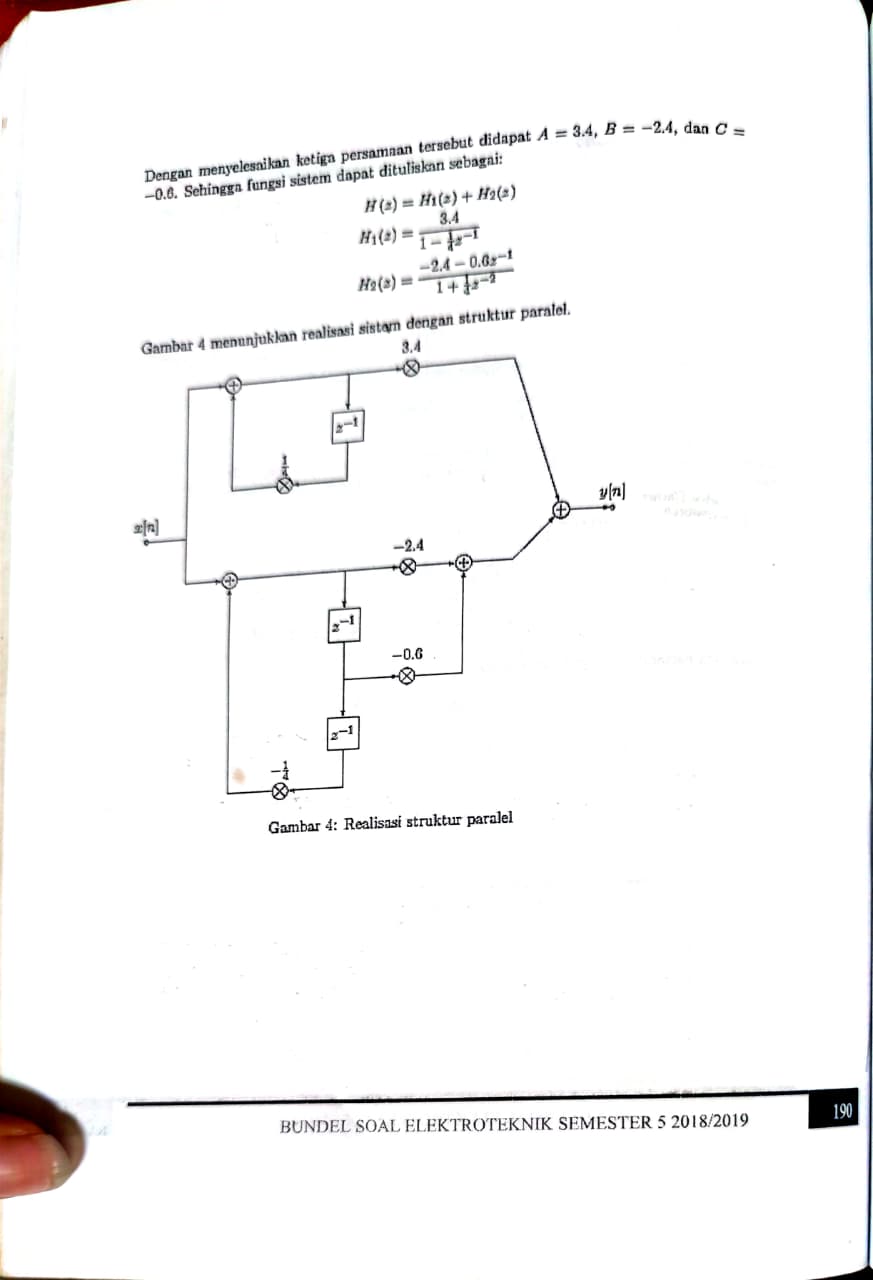 Dengan menyelesaikan ketiga persamaan tersebut didapat A = 3.4, B = −2.4, dan C =
−0.6. Sehingga fungsi sistem dapat dituliskan sebagai:
H(z) = H₁(z) + H₂(z)
H₁(z) = 3.4 / (1 − ¼z⁻¹)
H₂(z) = (−2.4 − 0.6z⁻¹) / (1 + ¼z⁻²)
Gambar 4 menunjukkan realisasi sistem dengan struktur paralel.
3.4
z⁻¹
¼
y[n]
x[n]
−2.4
z⁻¹
−0.6
z⁻¹
−¼
Gambar 4: Realisasi struktur paralel
BUNDEL SOAL ELEKTROTEKNIK SEMESTER 5 2018/2019
190